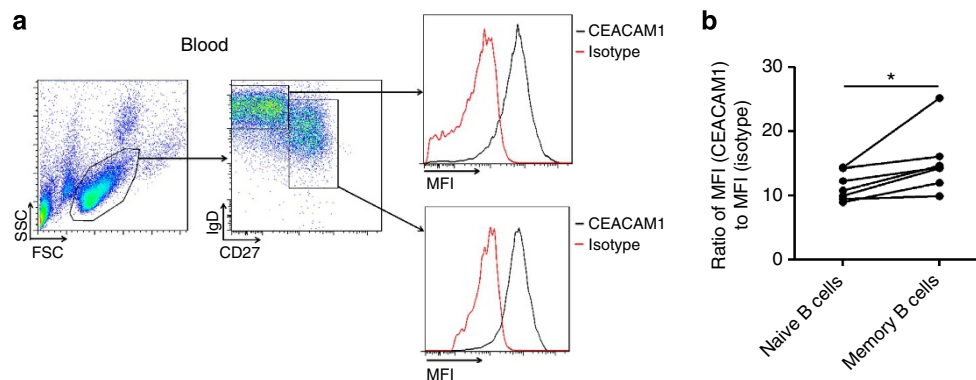 a
Blood
SSC
FSC
IgD
CD27
CEACAM1
Isotype
MFI
CEACAM1
Isotype
MFI
b
Ratio of MFI (CEACAM1)
to MFI (isotype)
30
20
10
0
*
Naive B cells
Memory B cells